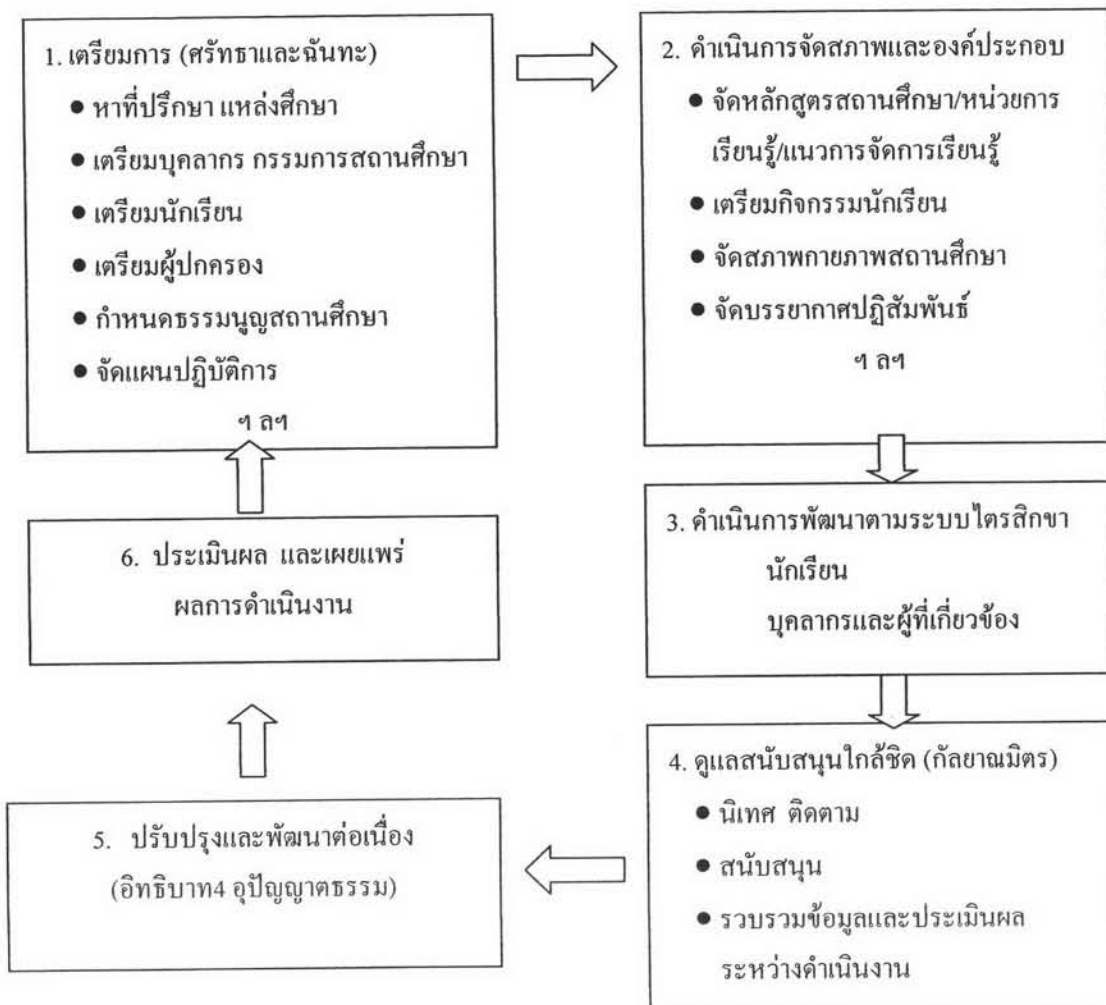 1. เตรียมการ (ศรัทธาและฉันทะ)
● หาที่ปรึกษา แหล่งศึกษา
● เตรียมบุคลากร กรรมการสถานศึกษา
● เตรียมนักเรียน
● เตรียมผู้ปกครอง
● กำหนดธรรมนูญสถานศึกษา
● จัดแผนปฏิบัติการ
ฯ ลฯ
2. ดำเนินการจัดสภาพและองค์ประกอบ
● จัดหลักสูตรสถานศึกษา/หน่วยการ
เรียนรู้/แนวการจัดการเรียนรู้
● เตรียมกิจกรรมนักเรียน
● จัดสภาพกายภาพสถานศึกษา
● จัดบรรยากาศปฏิสัมพันธ์
ฯ ลฯ
3. ดำเนินการพัฒนาตามระบบไตรสิกขา
นักเรียน
บุคลากรและผู้ที่เกี่ยวข้อง
4. ดูแลสนับสนุนใกล้ชิด (กัลยาณมิตร)
● นิเทศ ติดตาม
● สนับสนุน
● รวบรวมข้อมูลและประเมินผล
ระหว่างดำเนินงาน
5. ปรับปรุงและพัฒนาต่อเนื่อง
(อิทธิบาท4 อุปัญญาตธรรม)
6. ประเมินผล และเผยแพร่
ผลการดำเนินงาน